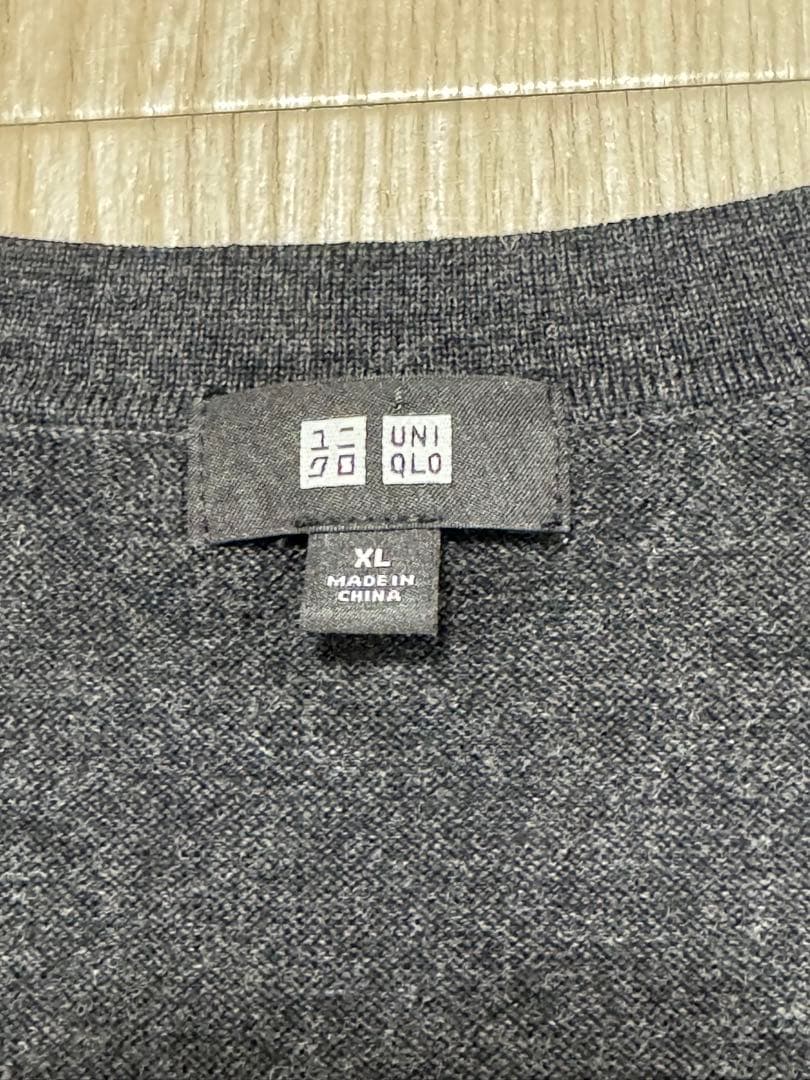 ユニ
クロ
UNI
QLO
XL
MADE IN
CHINA